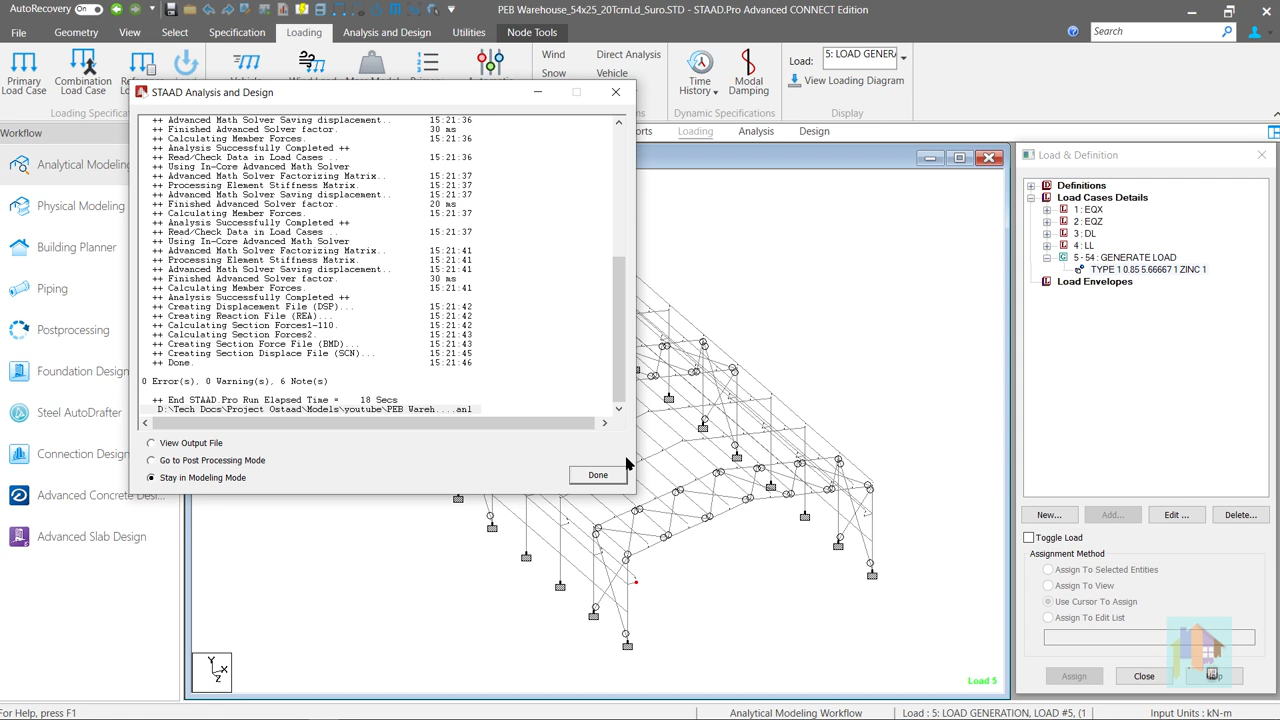 AutoRecovery Off
PEB Warehouse_54x25_20TcrnLd_Suro.STD - STAAD.Pro Advanced CONNECT Edition
File Geometry View Select Specification Loading Analysis and Design Utilities Node Tools
Search
Primary Load Case
Combination Load Case
Wind
Snow
Direct Analysis
Vehicle
Time History
Modal Damping
Load: 5: LOAD GENERA
View Loading Diagram
Loading Specifica
Dynamic Specifications
Display
Workflow
Loading Analysis Design
STAAD Analysis and Design
++ Advanced Math Solver Saving displacement.. 15:21:36
++ Finished Advanced Solver factor. 30 ms
++ Calculating Member Forces. 15:21:36
++ Analysis Successfully Completed ++
++ Read/Check Data in Load Cases .. 15:21:36
++ Using In-Core Advanced Math Solver
++ Advanced Math Solver Factorizing Matrix.. 15:21:37
++ Processing Element Stiffness Matrix. 15:21:37
++ Advanced Math Solver Saving displacement.. 15:21:37
++ Finished Advanced Solver factor. 20 ms
++ Calculating Member Forces. 15:21:37
++ Analysis Successfully Completed ++
++ Read/Check Data in Load Cases .. 15:21:37
++ Using In-Core Advanced Math Solver
++ Advanced Math Solver Factorizing Matrix.. 15:21:41
++ Processing Element Stiffness Matrix. 15:21:41
++ Advanced Math Solver Saving displacement.. 15:21:41
++ Finished Advanced Solver factor. 30 ms
++ Calculating Member Forces. 15:21:41
++ Analysis Successfully Completed ++
++ Creating Displacement File (DSP)... 15:21:42
++ Creating Reaction File (REA)... 15:21:42
++ Calculating Section Forces1-110. 15:21:42
++ Calculating Section Forces2. 15:21:43
++ Creating Section Force File (BMD)... 15:21:43
++ Creating Section Displace File (SCN)... 15:21:45
++ Done. 15:21:46
0 Error(s), 0 Warning(s), 6 Note(s)
++ End STAAD.Pro Run Elapsed Time = 18 Secs
D:\Tech Docs\Project Ostaad\Models\youtube\PEB Wareh....anl
View Output File
Go to Post Processing Mode
Stay in Modeling Mode
Done
Analytical Modeling
Physical Modeling
Building Planner
Piping
Postprocessing
Foundation Design
Steel AutoDrafter
Connection Design
Advanced Concrete Desi
Advanced Slab Design
Y
X
Z
Load 5
Load & Definition
Definitions
Load Cases Details
1 : EQX
2 : EQZ
3 : DL
4 : LL
5 - 54 : GENERATE LOAD
TYPE 1 0.85 5.66667 1 ZINC 1
Load Envelopes
New... Add... Edit ... Delete...
Toggle Load
Assignment Method
Assign To Selected Entities
Assign To View
Use Cursor To Assign
Assign To Edit List
Assign Close
For Help, press F1
Analytical Modeling Workflow
Load : 5: LOAD GENERATION, LOAD #5, (1
Input Units : kN-m